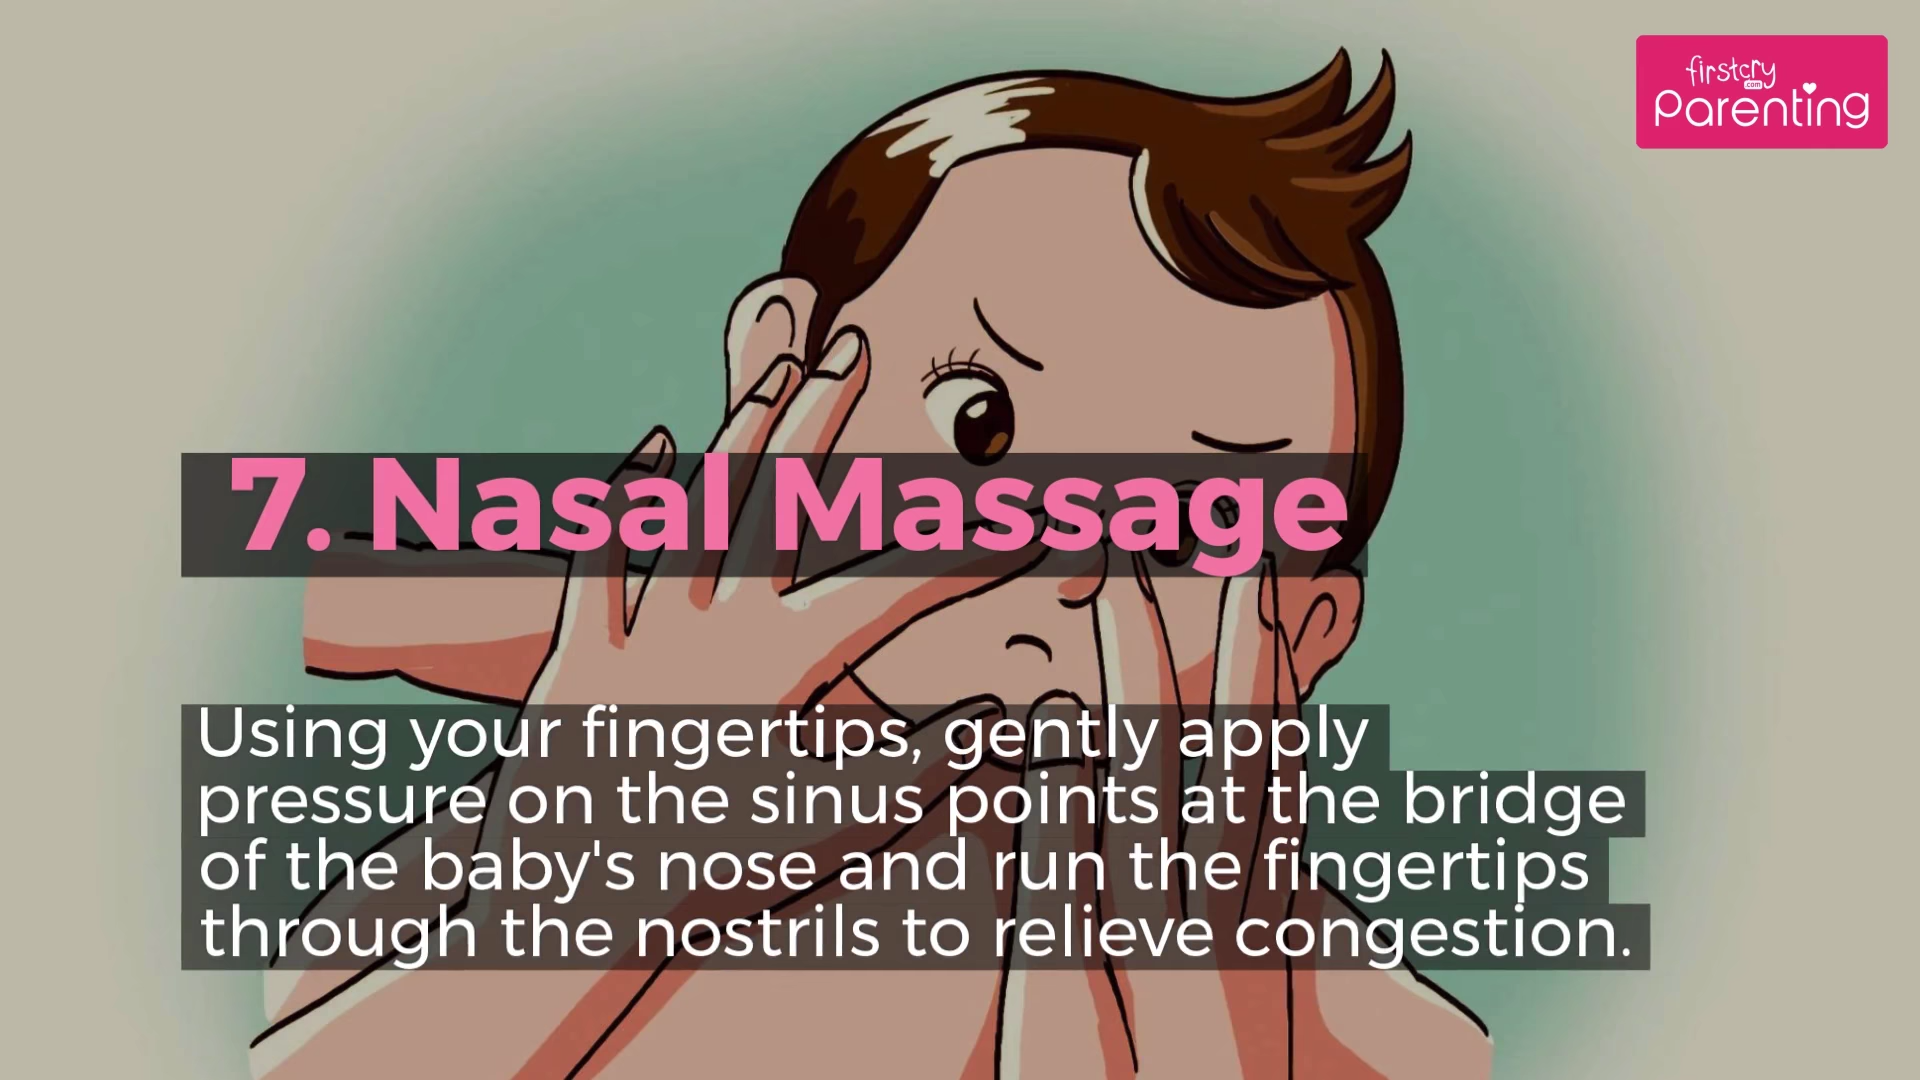 firstcry
.com
Parenting
7. Nasal Massage
Using your fingertips, gently apply
pressure on the sinus points at the bridge
of the baby's nose and run the fingertips
through the nostrils to relieve congestion.